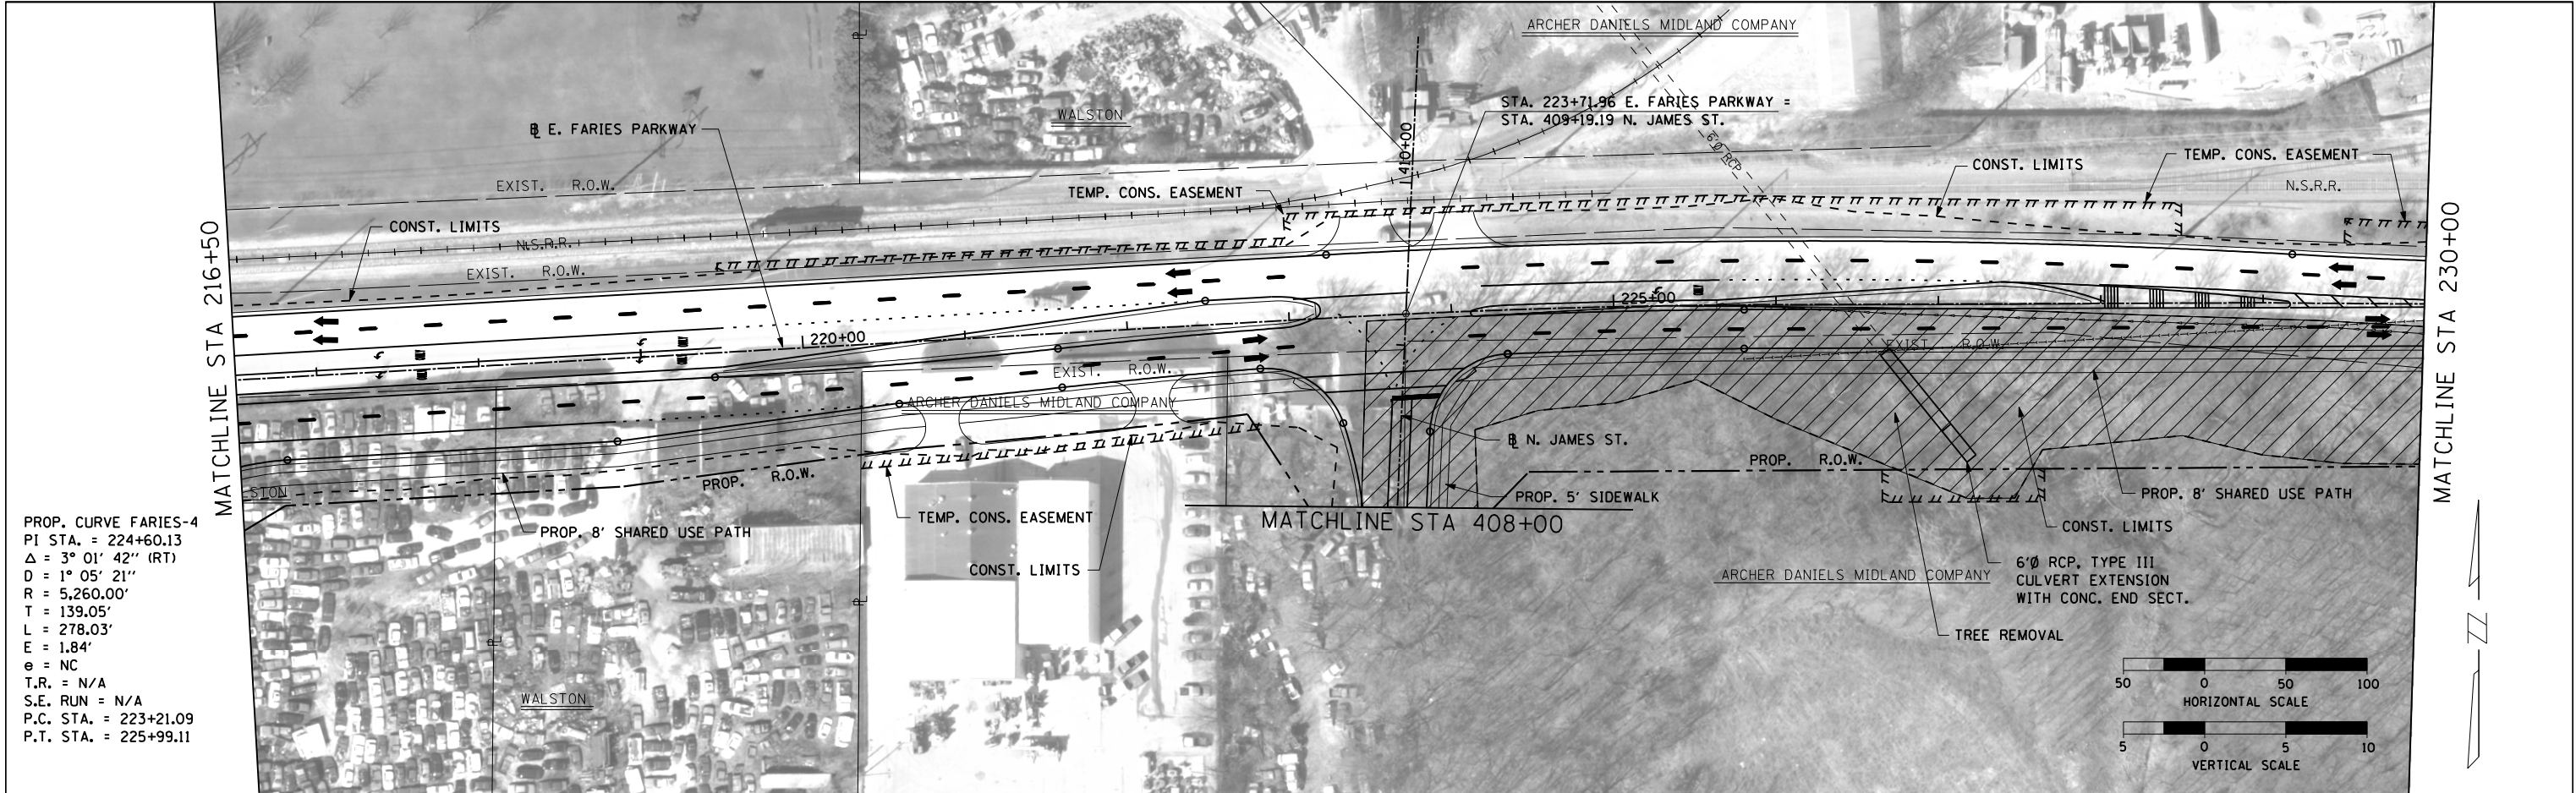 ARCHER DANIELS MIDLAND COMPANY
WALSTON
STA. 223+71.96 E. FARIES PARKWAY =
STA. 409+19.19 N. JAMES ST.
℄ E. FARIES PARKWAY
410+00
6'Ø RCP
CONST. LIMITS
TEMP. CONS. EASEMENT
EXIST. R.O.W.
TEMP. CONS. EASEMENT
N.S.R.R.
CONST. LIMITS
N.S.R.R.
EXIST. R.O.W.
MATCHLINE STA 216+50
MATCHLINE STA 230+00
225+00
220+00
EXIST. R.O.W.
EXIST. R.O.W.
ARCHER DANIELS MIDLAND COMPANY
℄ N. JAMES ST.
PROP. R.O.W.
PROP. R.O.W.
STON
PROP. 5' SIDEWALK
PROP. 8' SHARED USE PATH
TEMP. CONS. EASEMENT
MATCHLINE STA 408+00
PROP. 8' SHARED USE PATH
CONST. LIMITS
CONST. LIMITS
ARCHER DANIELS MIDLAND COMPANY
6'Ø RCP, TYPE III
CULVERT EXTENSION
WITH CONC. END SECT.
TREE REMOVAL
WALSTON
PROP. CURVE FARIES-4
PI STA. = 224+60.13
Δ = 3° 01' 42'' (RT)
D = 1° 05' 21''
R = 5,260.00'
T = 139.05'
L = 278.03'
E = 1.84'
e = NC
T.R. = N/A
S.E. RUN = N/A
P.C. STA. = 223+21.09
P.T. STA. = 225+99.11
50 0 50 100
HORIZONTAL SCALE
5 0 5 10
VERTICAL SCALE